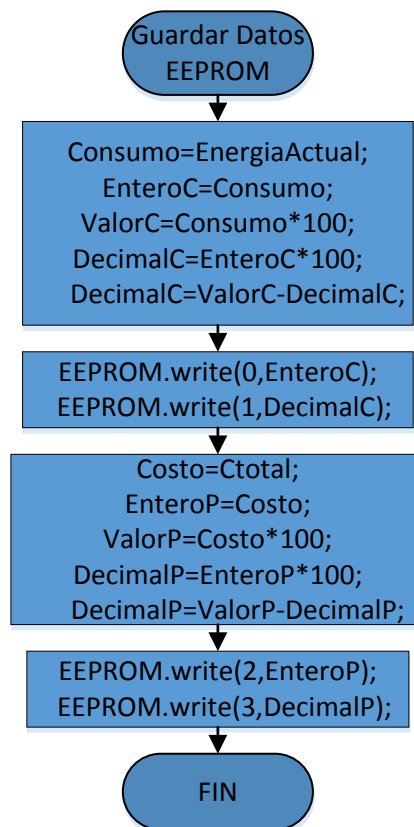 Guardar Datos
EEPROM
Consumo=EnergiaActual;
EnteroC=Consumo;
ValorC=Consumo*100;
DecimalC=EnteroC*100;
DecimalC=ValorC-DecimalC;
EEPROM.write(0,EnteroC);
EEPROM.write(1,DecimalC);
Costo=Ctotal;
EnteroP=Costo;
ValorP=Costo*100;
DecimalP=EnteroP*100;
DecimalP=ValorP-DecimalP;
EEPROM.write(2,EnteroP);
EEPROM.write(3,DecimalP);
FIN